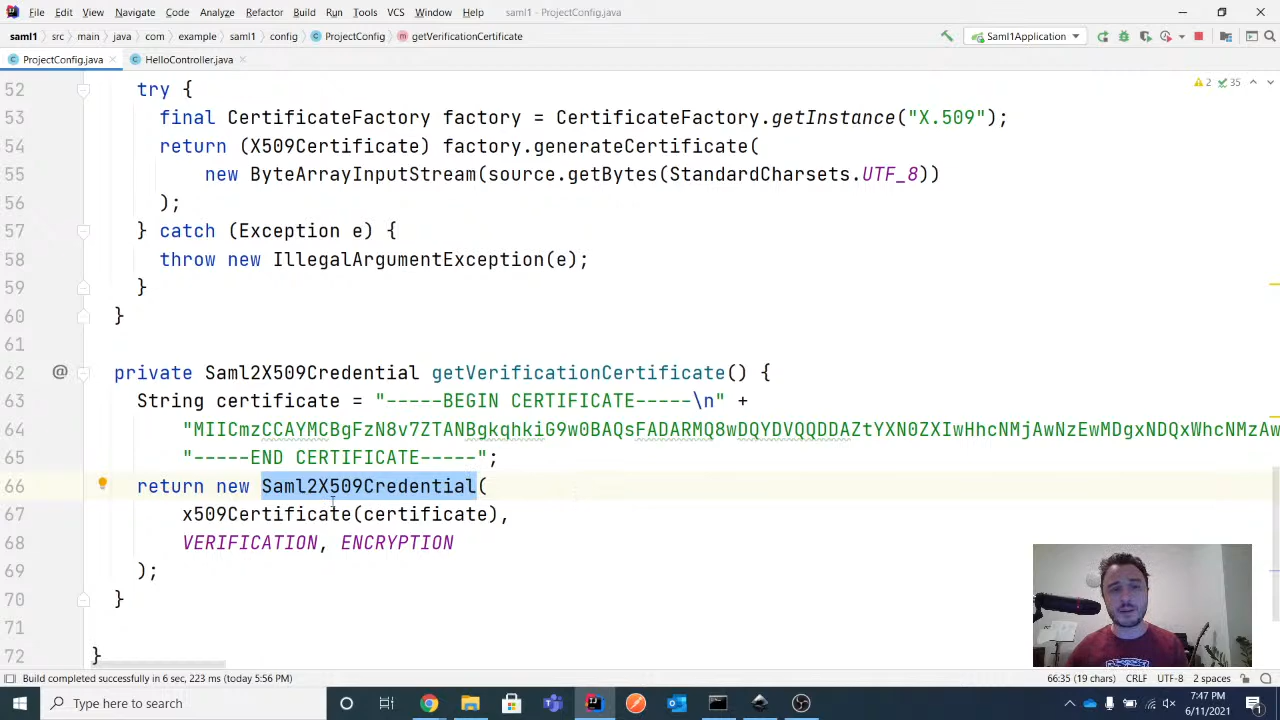 File Edit View Navigate Code Analyze Refactor Build Run Tools VCS Window Help saml1 - ProjectConfig.java
saml1 src main java com example saml1 config ProjectConfig getVerificationCertificate Saml1Application
ProjectConfig.java HelloController.java
52 try { 2 35
53 final CertificateFactory factory = CertificateFactory.getInstance("X.509");
54 return (X509Certificate) factory.generateCertificate(
55 new ByteArrayInputStream(source.getBytes(StandardCharsets.UTF_8))
56 );
57 } catch (Exception e) {
58 throw new IllegalArgumentException(e);
59 }
60 }
61
62 @ private Saml2X509Credential getVerificationCertificate() {
63 String certificate = "-----BEGIN CERTIFICATE-----\n" +
64 "MIICmzCCAYMCBgFzN8v7ZTANBgkqhkiG9w0BAQsFADARMQ8wDQYDVQQDDAZtYXN0ZXIwHhcNMjAwNzEwMDgxNDQxWhcNMzAw
65 "-----END CERTIFICATE-----";
66 return new Saml2X509Credential(
67 x509Certificate(certificate),
68 VERIFICATION, ENCRYPTION
69 );
70 }
71
72 }
Build completed successfully in 6 sec, 223 ms (today 5:56 PM) 66:35 (19 chars) CRLF UTF-8 2 spaces
Type here to search 7:47 PM
6/11/2021